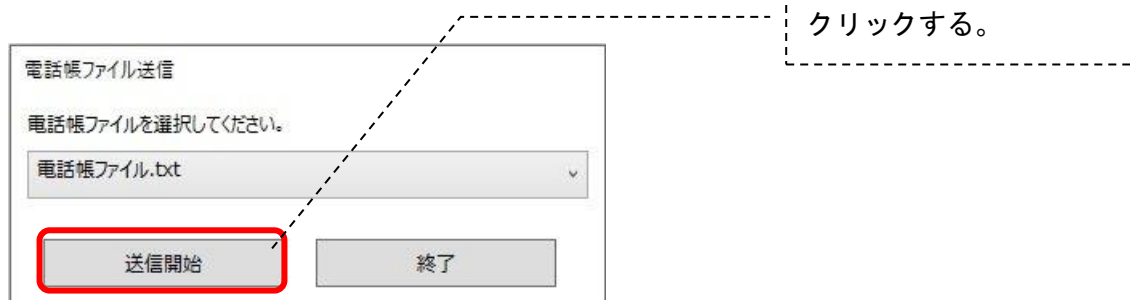 クリックする。
電話帳ファイル送信
電話帳ファイルを選択してください。
電話帳ファイル.txt
送信開始
終了